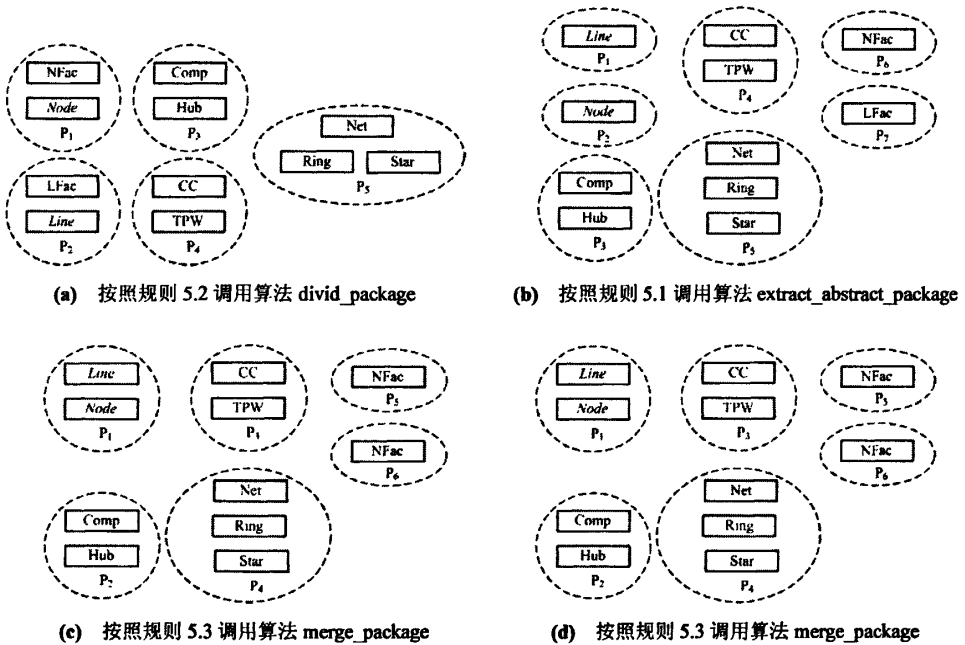 NFac
Node
P1
Comp
Hub
P3
LFac
Line
P2
CC
TPW
P4
Net
Ring Star
P5
(a) 按照规则 5.2 调用算法 divid_package
Line
P1
CC
TPW
P4
NFac
P6
Node
P2
LFac
P7
Comp
Hub
P3
Net
Ring
Star
P5
(b) 按照规则 5.1 调用算法 extract_abstract_package
Line
Node
P1
CC
TPW
P3
NFac
P5
NFac
P6
Comp
Hub
P2
Net
Ring
Star
P4
(c) 按照规则 5.3 调用算法 merge_package
Line
Node
P1
CC
TPW
P3
NFac
P5
NFac
P6
Comp
Hub
P2
Net
Ring
Star
P4
(d) 按照规则 5.3 调用算法 merge_package